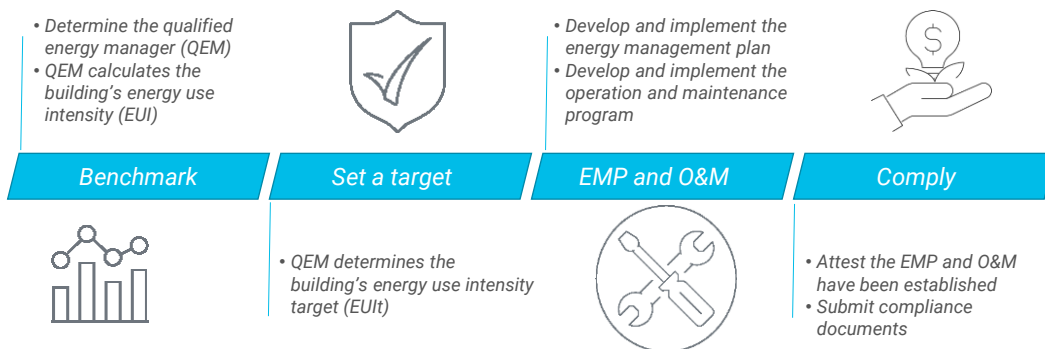 • Determine the qualified
energy manager (QEM)
• QEM calculates the
building's energy use
intensity (EUI)
• Develop and implement the
energy management plan
• Develop and implement the
operation and maintenance
program
$
Benchmark
Set a target
EMP and O&M
Comply
• QEM determines the
building's energy use intensity
target (EUIt)
• Attest the EMP and O&M
have been established
• Submit compliance
documents